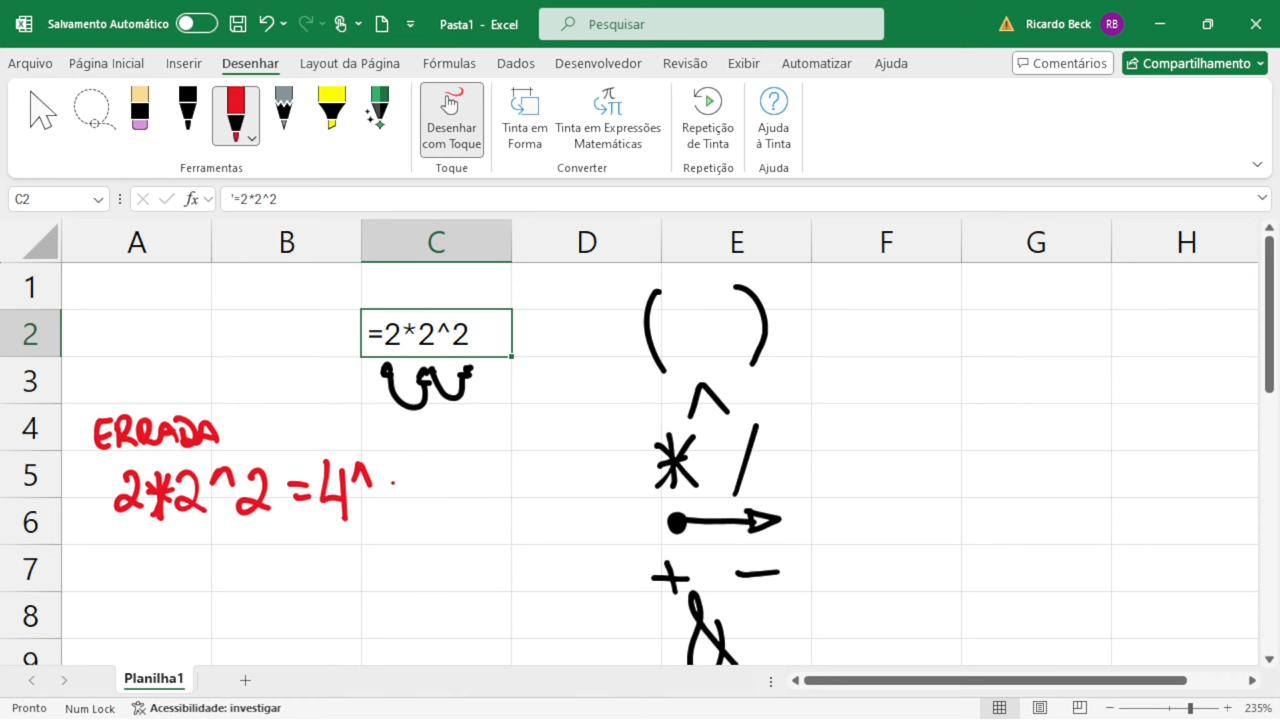 Salvamento Automático
Pasta1 - Excel
Pesquisar
Ricardo Beck RB
Arquivo Página Inicial Inserir Desenhar Layout da Página Fórmulas Dados Desenvolvedor Revisão Exibir Automatizar Ajuda Comentários Compartilhamento
Desenhar com Toque
Tinta em Forma
Tinta em Expressões Matemáticas
Repetição de Tinta
Ajuda à Tinta
Ferramentas Toque Converter Repetição Ajuda
C2 fx '=2*2^2
A B C D E F G H
1
( )
2 =2*2^2
3
^
4
ERRADA
* /
5
2*2^2 =4^
6
7
+ -
8
&
9
Planilha1
Pronto Num Lock Acessibilidade: investigar 235%